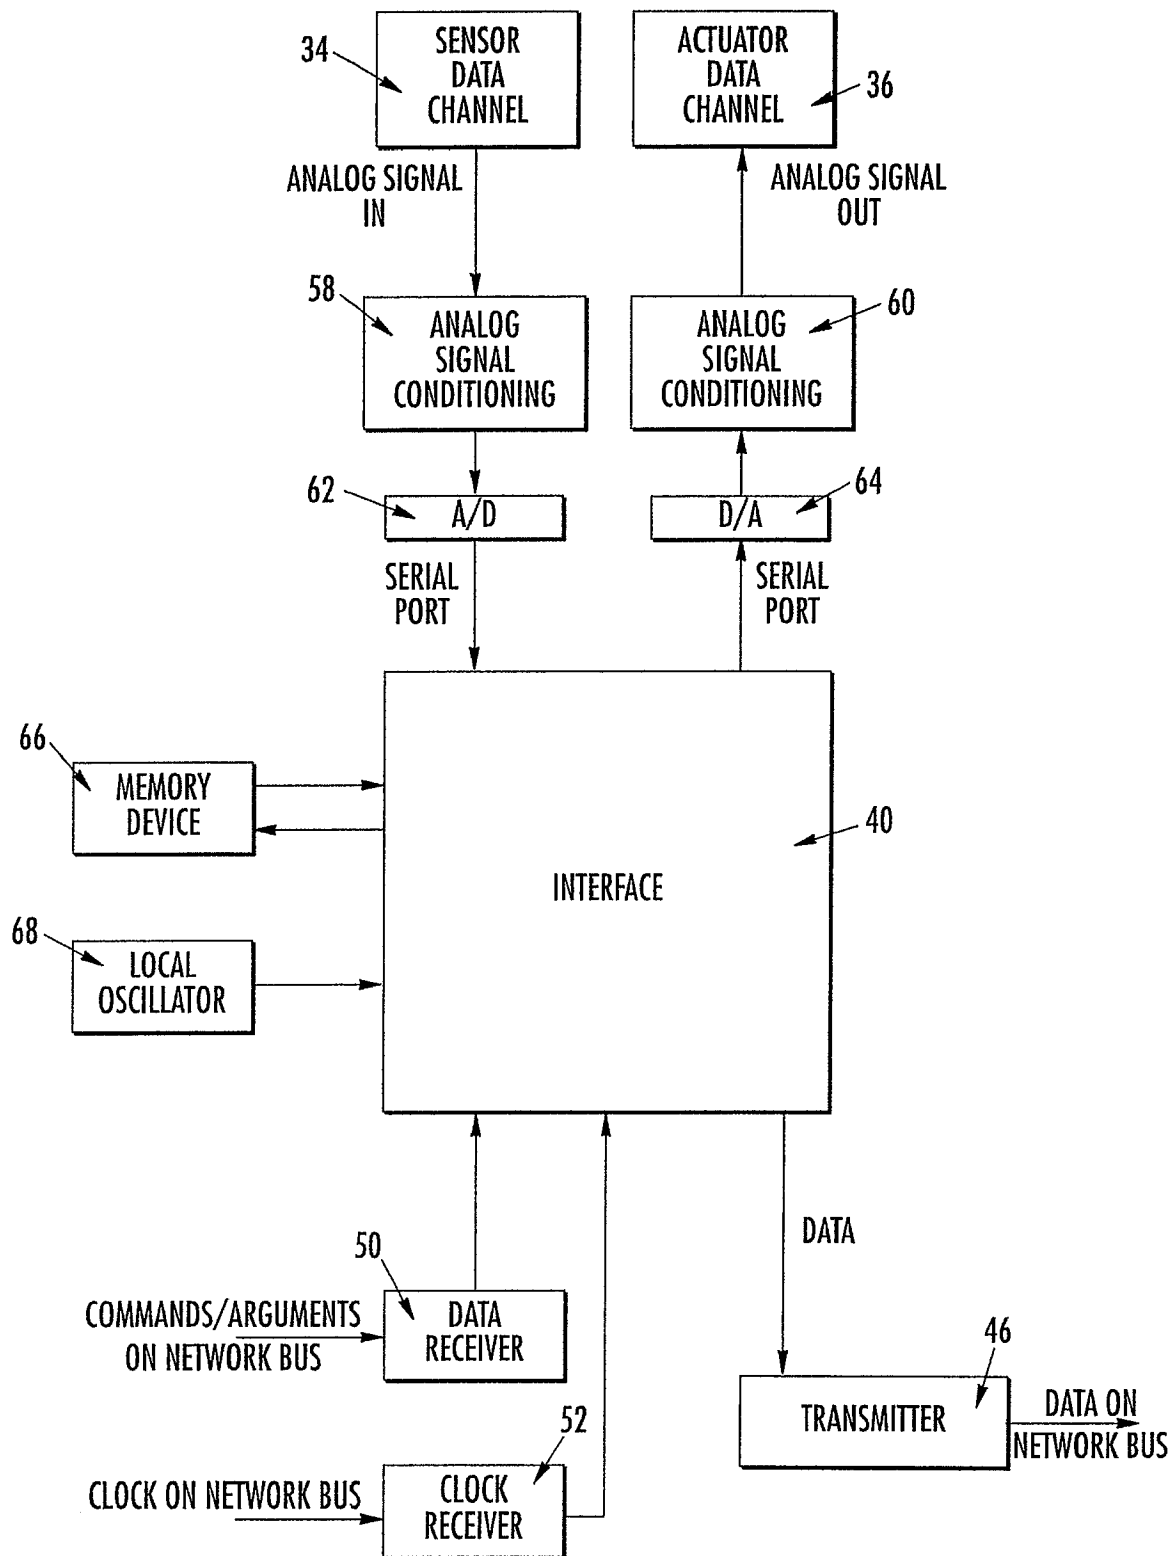 34
SENSOR
DATA
CHANNEL
ACTUATOR
DATA
CHANNEL
36
ANALOG SIGNAL
IN
ANALOG SIGNAL
OUT
58
ANALOG
SIGNAL
CONDITIONING
ANALOG
SIGNAL
CONDITIONING
60
62
A/D
D/A
64
SERIAL
PORT
SERIAL
PORT
66
MEMORY
DEVICE
40
INTERFACE
68
LOCAL
OSCILLATOR
DATA
50
COMMANDS/ARGUMENTS
ON NETWORK BUS
DATA
RECEIVER
46
TRANSMITTER
DATA ON
NETWORK BUS
52
CLOCK ON NETWORK BUS
CLOCK
RECEIVER